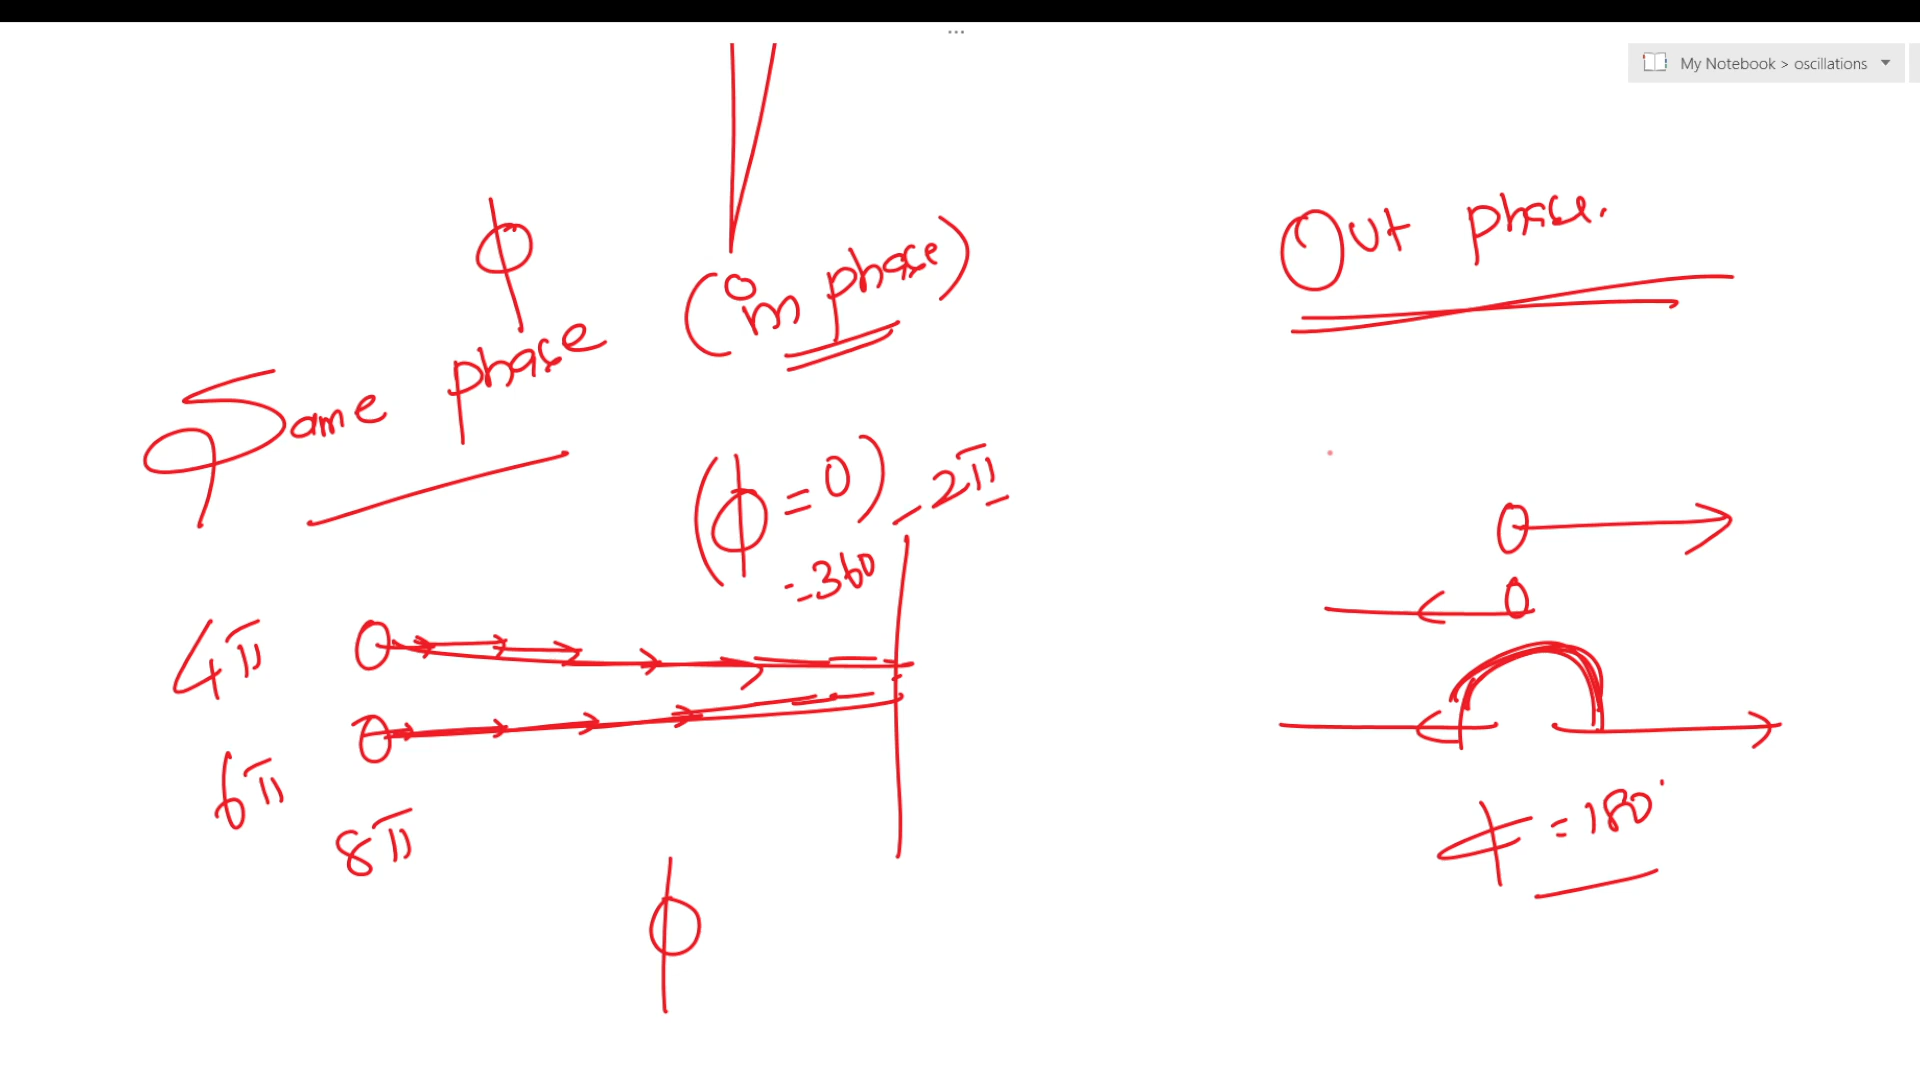 My Notebook > oscillations
ϕ
Same phase
(in phase)
(ϕ = 0) - 2π
= 360
4π
6π
8π
ϕ
Out phase.
ϕ = 180°